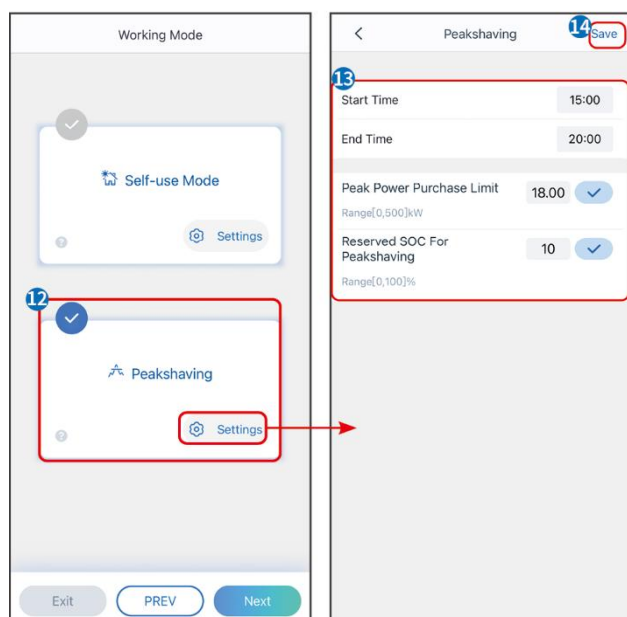 Working Mode
Self-use Mode
Settings
12
Peakshaving
Settings
Exit
PREV
Next
Peakshaving
14
Save
13
Start Time
15:00
End Time
20:00
Peak Power Purchase Limit
18.00
Range[0,500]kW
Reserved SOC For
Peakshaving
10
Range[0,100]%